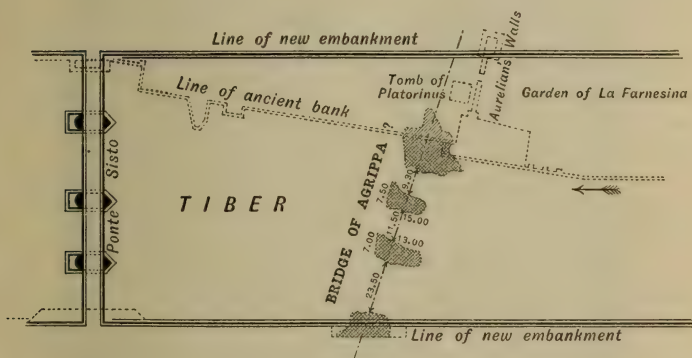 Line of new embankment
Walls
Aurelians
Tomb of
Platorinus
Garden of La Farnesina
Line of ancient bank
Ponte Sisto
TIBER
BRIDGE OF AGRIPPA ?
9.30
7.50
15.00
11.50
7.00
13.00
23.50
Line of new embankment